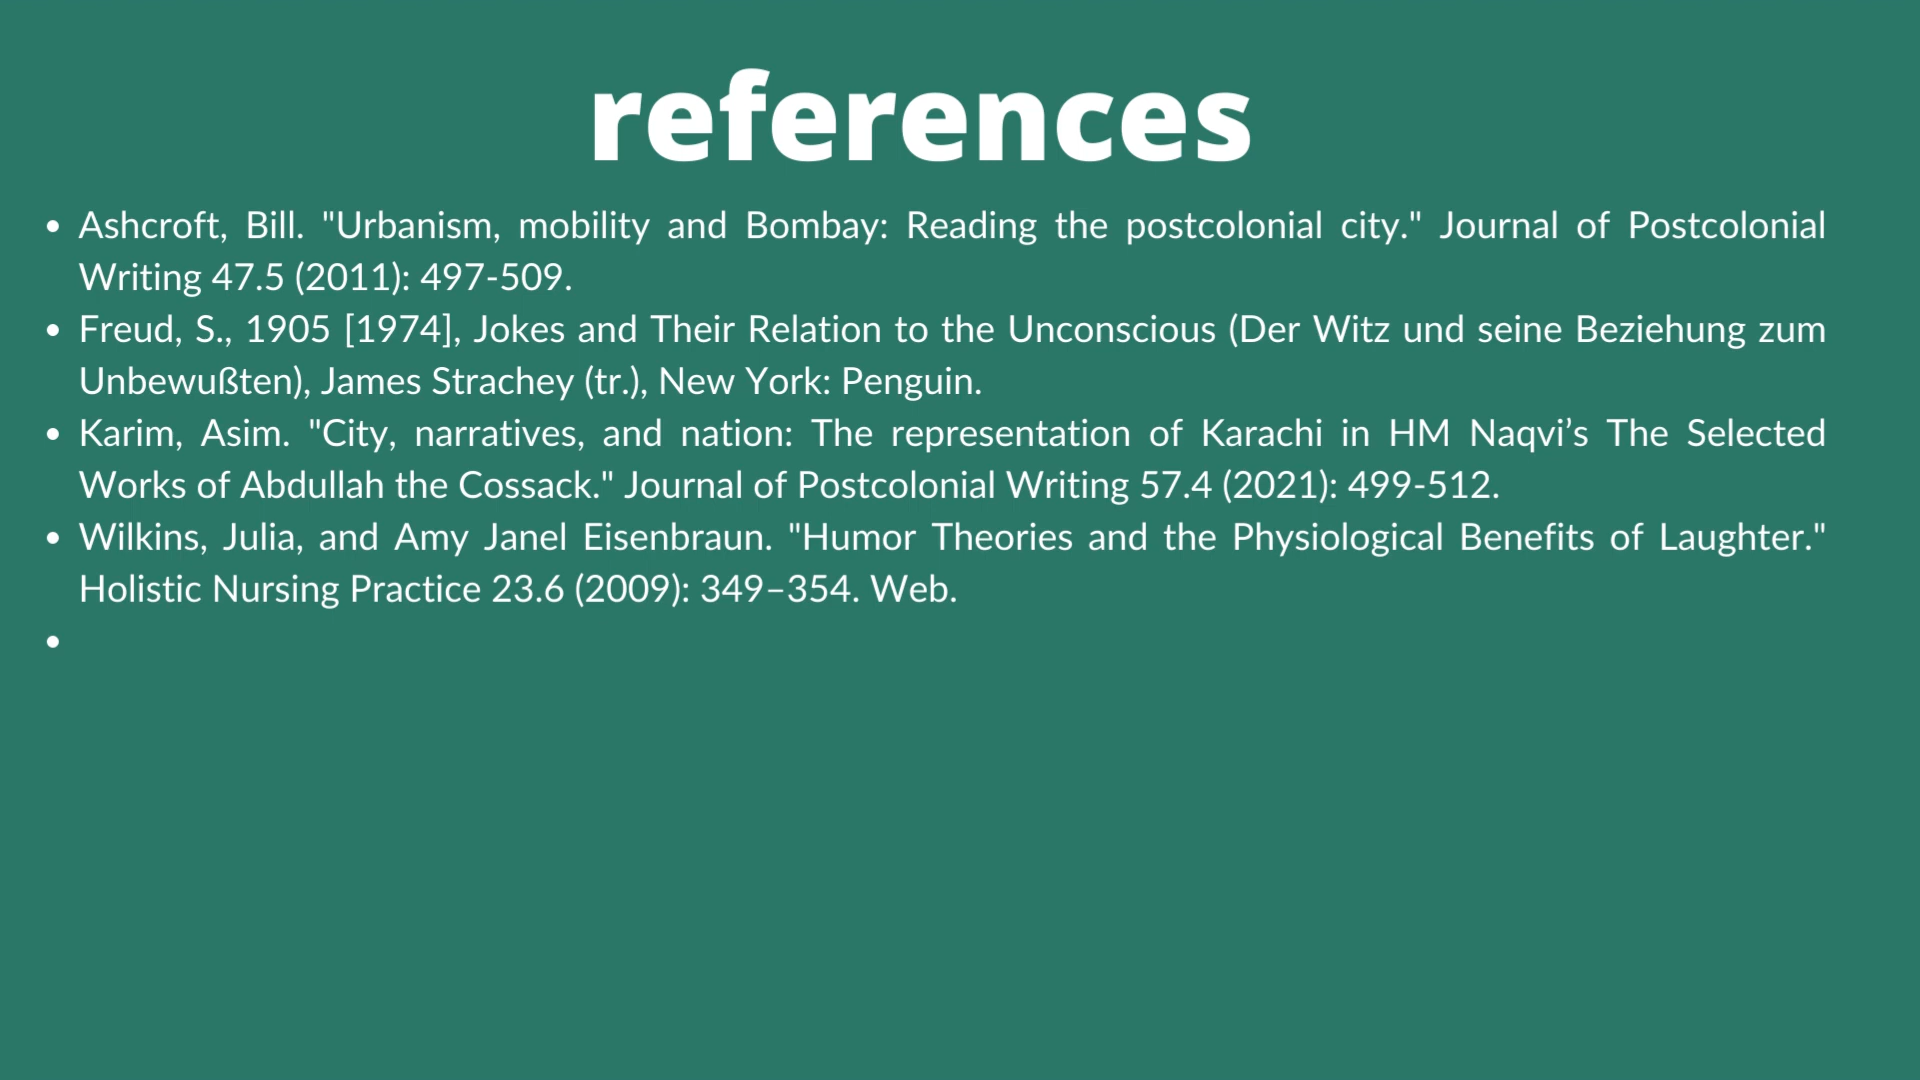 references
• Ashcroft, Bill. "Urbanism, mobility and Bombay: Reading the postcolonial city." Journal of Postcolonial
Writing 47.5 (2011): 497-509.
• Freud, S., 1905 [1974], Jokes and Their Relation to the Unconscious (Der Witz und seine Beziehung zum
Unbewußten), James Strachey (tr.), New York: Penguin.
• Karim, Asim. "City, narratives, and nation: The representation of Karachi in HM Naqvi’s The Selected
Works of Abdullah the Cossack." Journal of Postcolonial Writing 57.4 (2021): 499-512.
• Wilkins, Julia, and Amy Janel Eisenbraun. "Humor Theories and the Physiological Benefits of Laughter."
Holistic Nursing Practice 23.6 (2009): 349–354. Web.
•